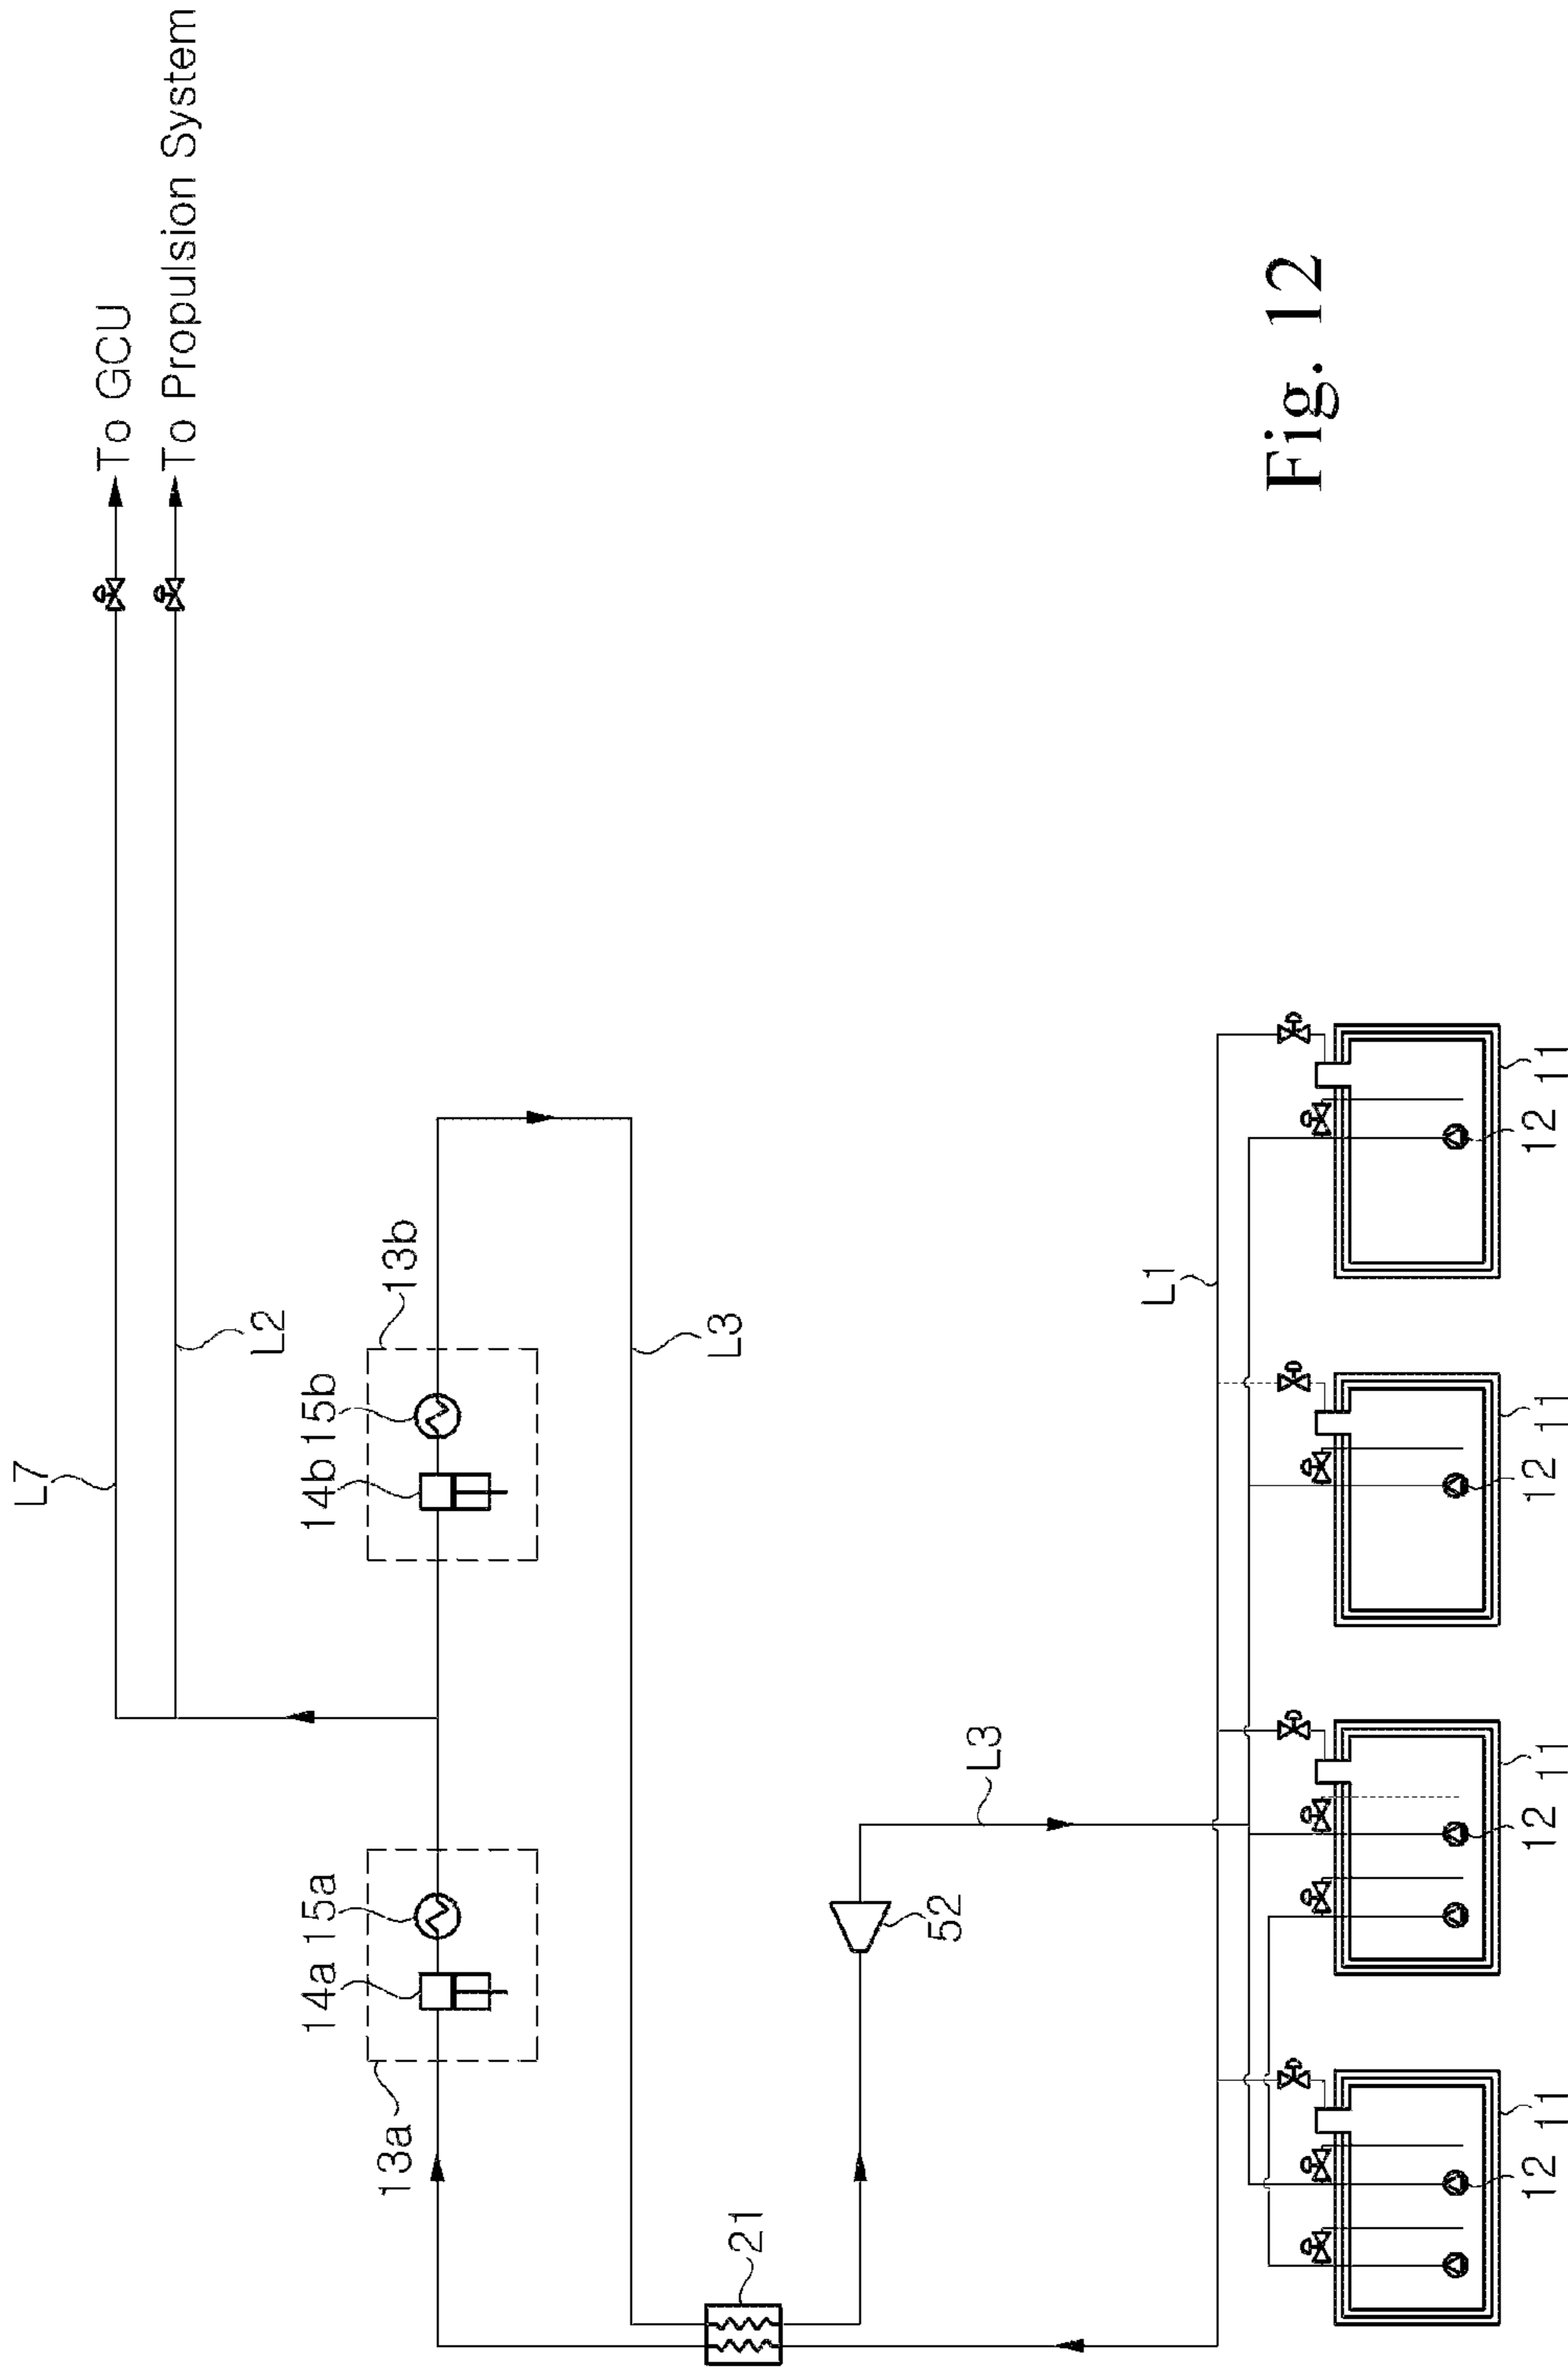 To GCU
To Propulsion System
L7
L2
14a 15a
14b 15b
13b
13a
L3
21
52
L3
L1
11
12
11
12
11
12
11
12
Fig. 12